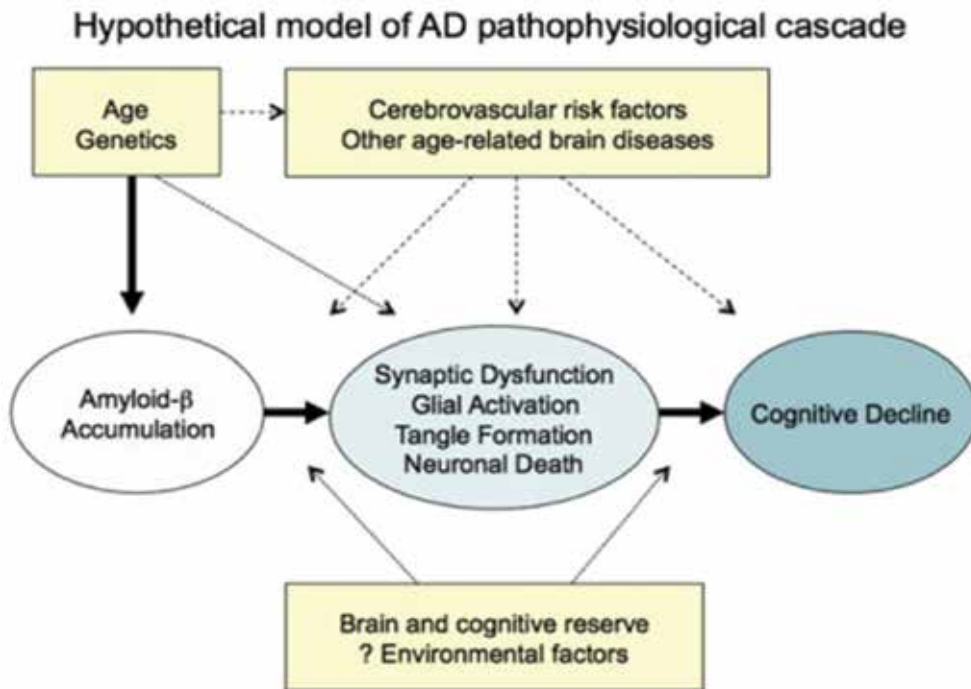 Hypothetical model of AD pathophysiological cascade
Age
Genetics
Cerebrovascular risk factors
Other age-related brain diseases
Amyloid-β
Accumulation
Synaptic Dysfunction
Glial Activation
Tangle Formation
Neuronal Death
Cognitive Decline
Brain and cognitive reserve
? Environmental factors